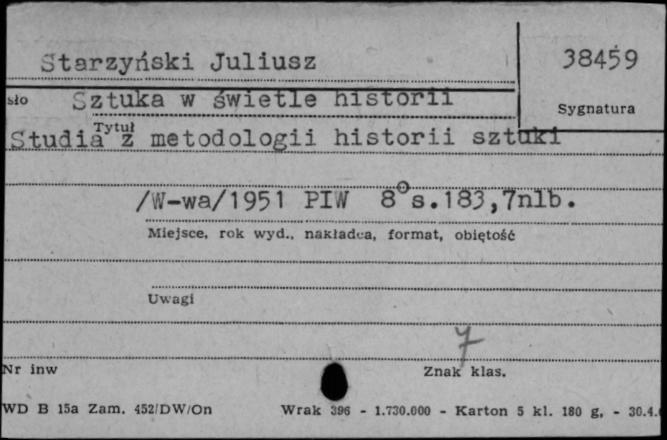 Starzyński Juliusz
38459
sło Sztuka w świetle historii
Sygnatura
Tytuł
Studia z metodologii historii sztuki
/W-wa/1951 PIW 8° s.183,7nlb.
Miejsce, rok wyd., nakładca, format, objętość
Uwagi
7
Nr inw
Znak klas.
WD B 15a Zam. 452/DW/On Wrak 396 - 1.730.000 - Karton 5 kl. 180 g. - 30.4.